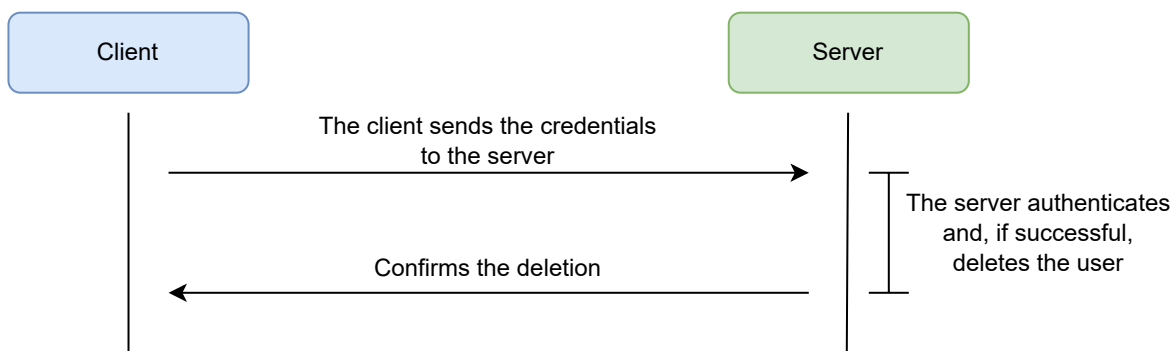 Client
Server
The client sends the credentials
to the server
The server authenticates
and, if successful,
deletes the user
Confirms the deletion